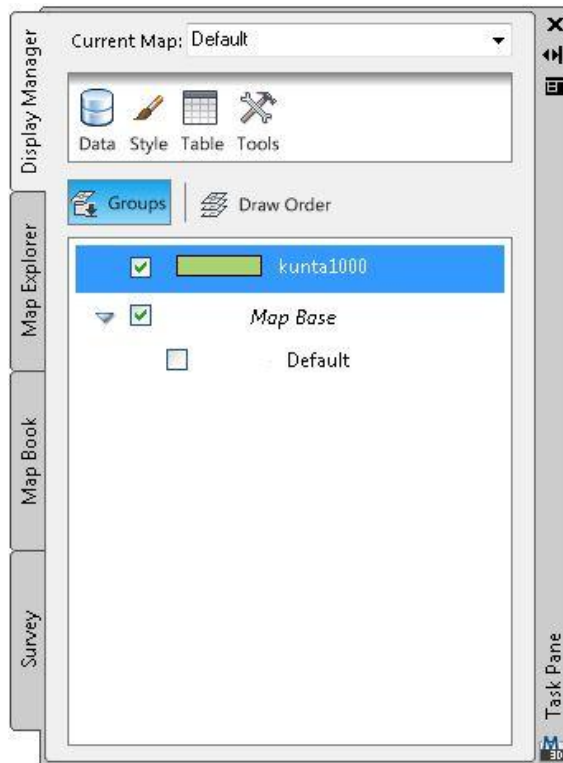 Current Map: Default
Data Style Table Tools
Groups Draw Order
kunta1000
Map Base
Default
Display Manager
Map Explorer
Map Book
Survey
Task Pane
M
3D